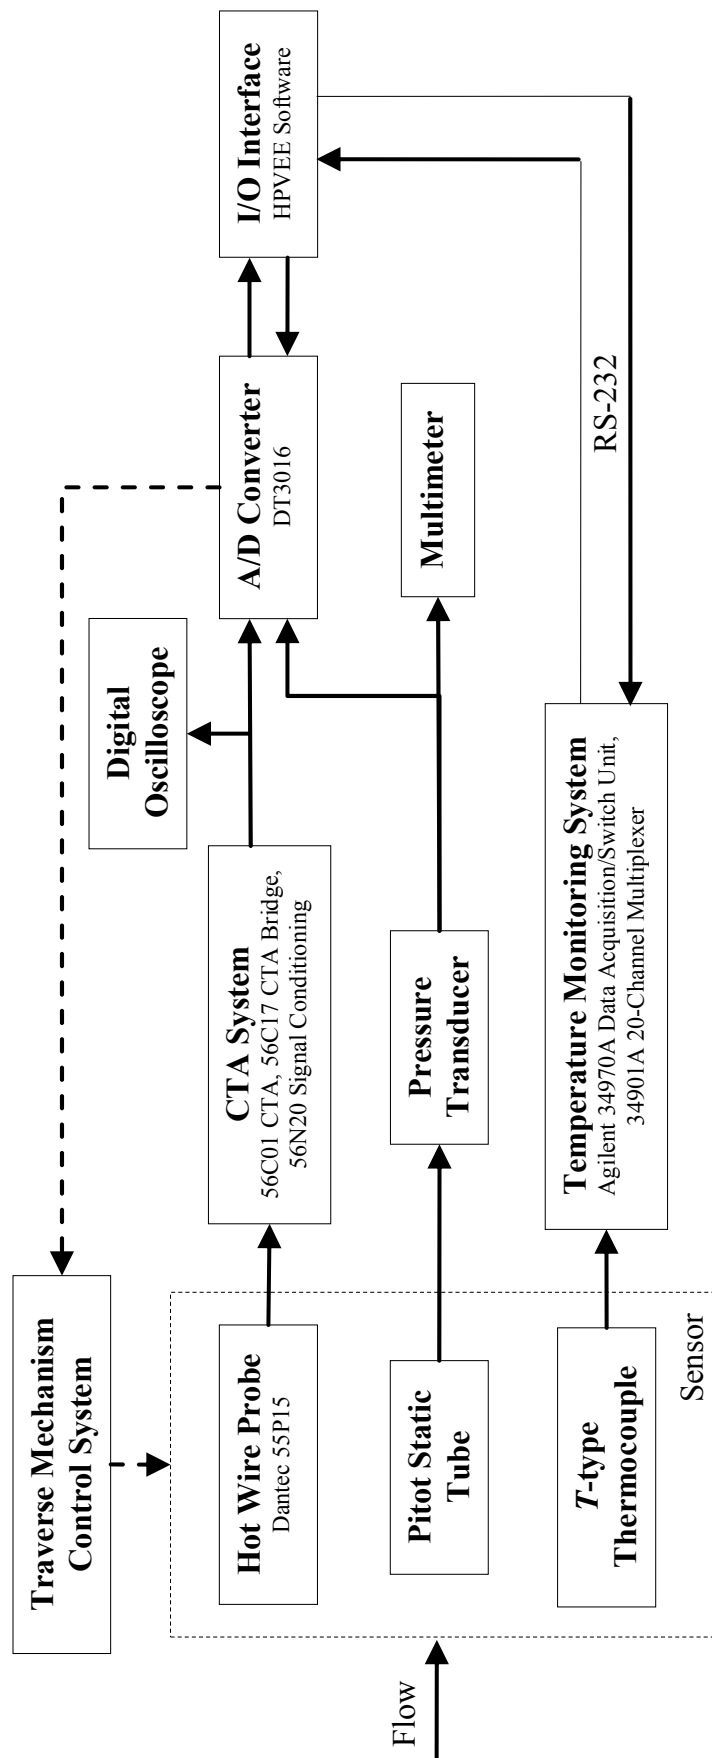 Traverse Mechanism
Control System
Digital
Oscilloscope
Flow
Hot Wire Probe
Dantec 55P15
CTA System
56C01 CTA, 56C17 CTA Bridge,
56N20 Signal Conditioning
A/D Converter
DT3016
I/O Interface
HPVEE Software
Pitot Static
Tube
Pressure
Transducer
Multimeter
T-type
Thermocouple
Temperature Monitoring System
Agilent 34970A Data Acquisition/Switch Unit,
34901A 20-Channel Multiplexer
RS-232
Sensor